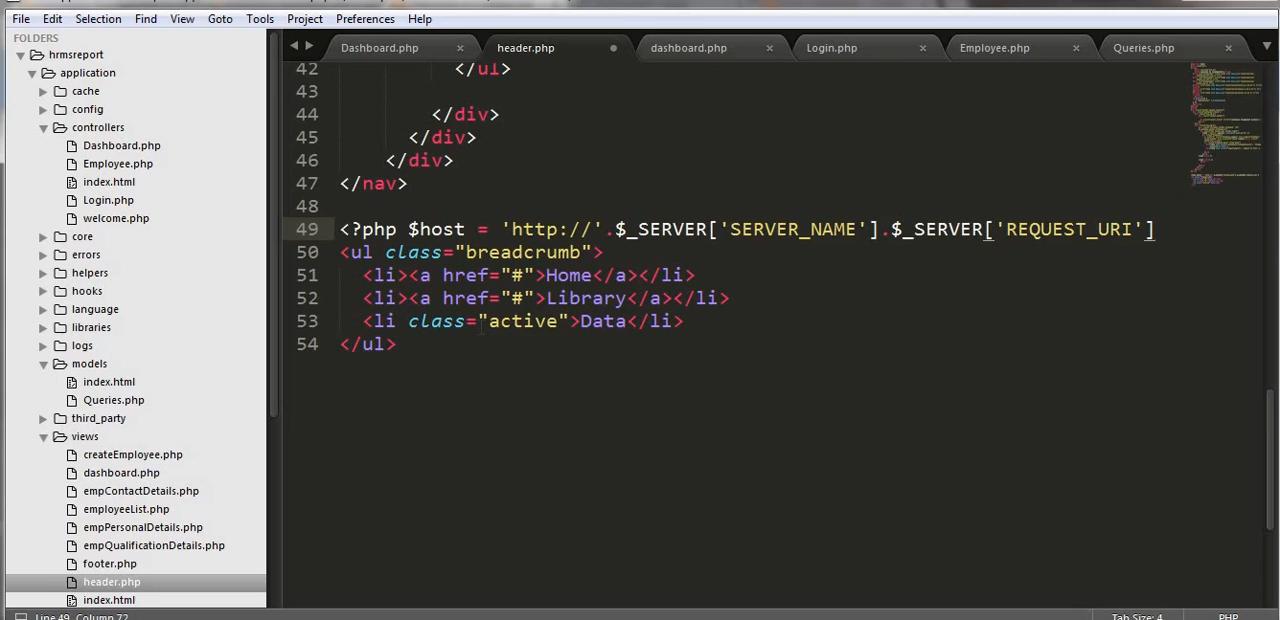 File Edit Selection Find View Goto Tools Project Preferences Help
FOLDERS
hrmsreport
application
cache
config
controllers
Dashboard.php
Employee.php
index.html
Login.php
welcome.php
core
errors
helpers
hooks
language
libraries
logs
models
index.html
Queries.php
third_party
views
createEmployee.php
dashboard.php
empContactDetails.php
employeeList.php
empPersonalDetails.php
empQualificationDetails.php
footer.php
header.php
index.html
Dashboard.php × header.php dashboard.php × Login.php × Employee.php × Queries.php ×
42 </ul>
43
44 </div>
45 </div>
46 </div>
47 </nav>
48
49 <?php $host = 'http://'.$_SERVER['SERVER_NAME'].$_SERVER['REQUEST_URI']
50 <ul class="breadcrumb">
51 <li><a href="#">Home</a></li>
52 <li><a href="#">Library</a></li>
53 <li class="active">Data</li>
54 </ul>
Line 49, Column 72 Tab Size: 4 PHP